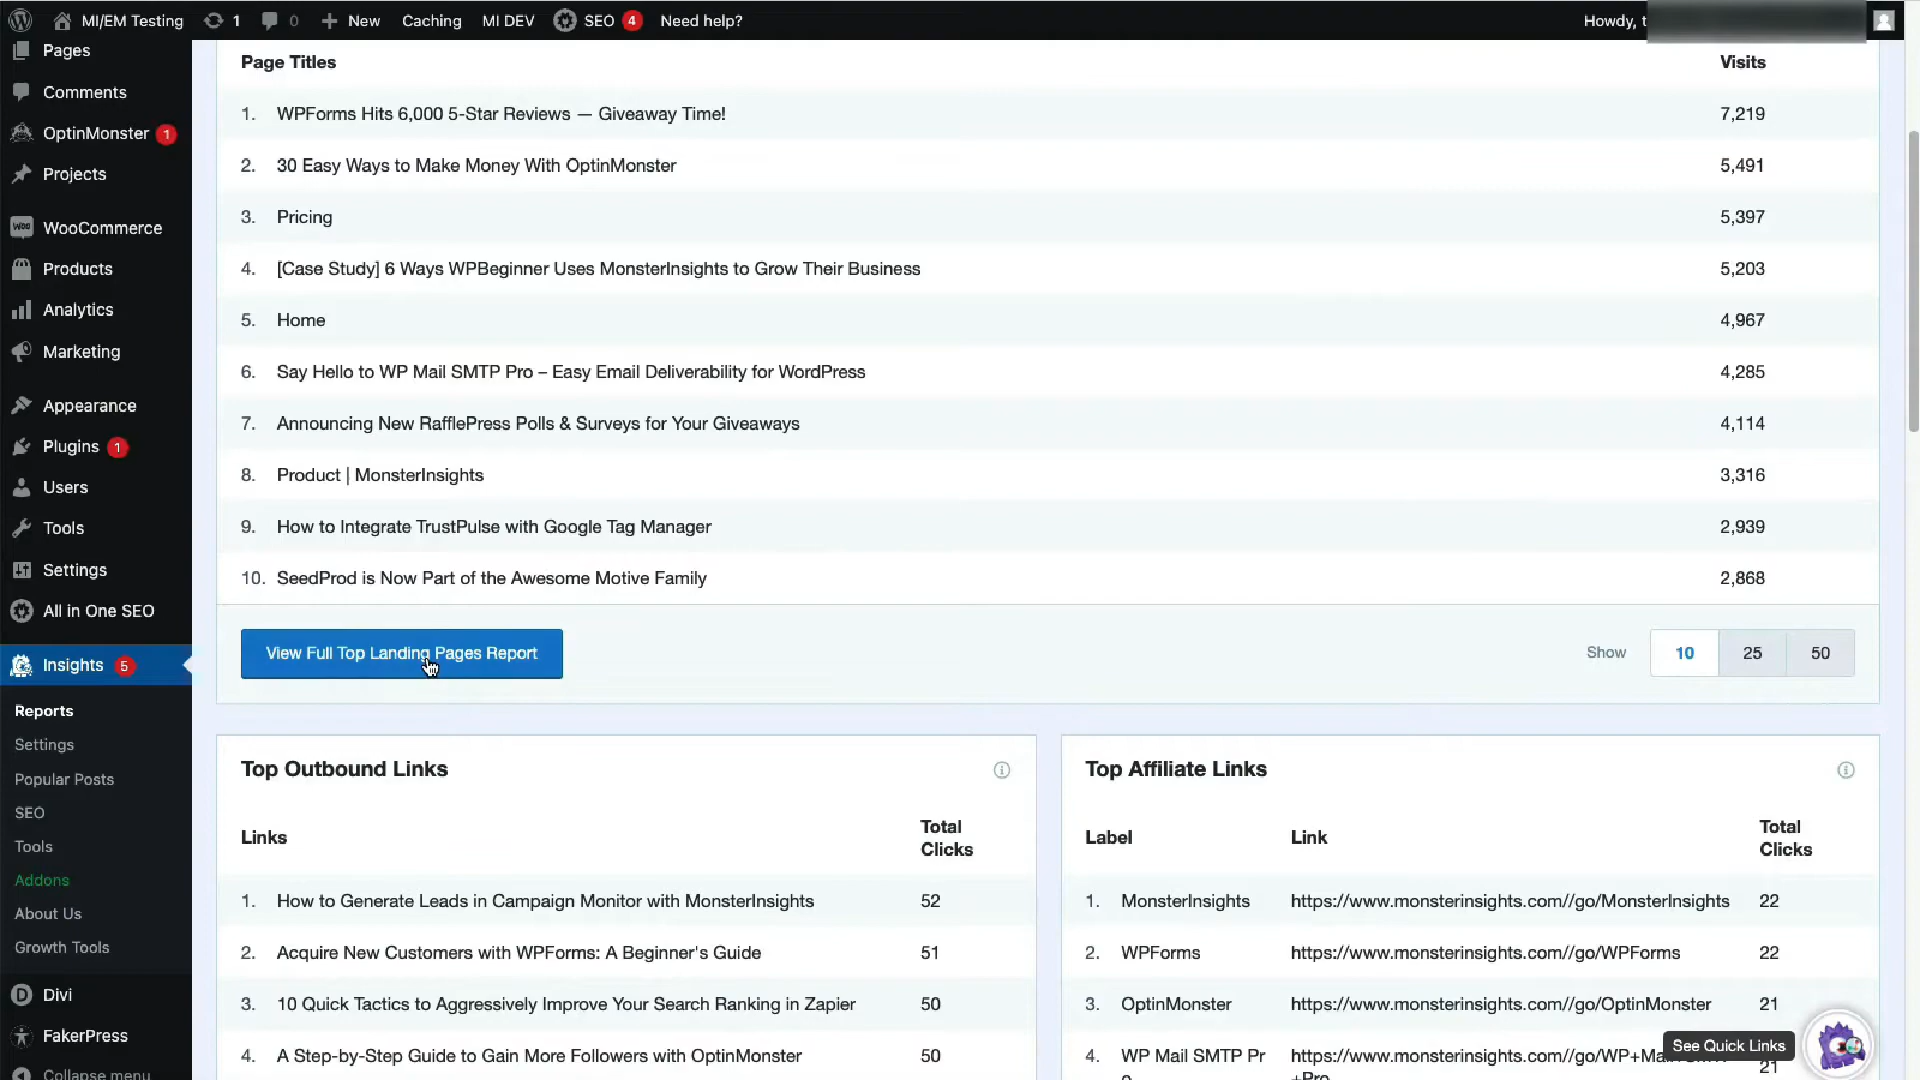 MI/EM Testing 1 0 New Caching MI DEV SEO 4 Need help? Howdy, t
Pages
Comments
OptinMonster 1
Projects
WooCommerce
Products
Analytics
Marketing
Appearance
Plugins 1
Users
Tools
Settings
All in One SEO
Insights 5
Reports
Settings
Popular Posts
SEO
Tools
Addons
About Us
Growth Tools
Divi
FakerPress
Collapse menu
Page Titles Visits
1. WPForms Hits 6,000 5-Star Reviews — Giveaway Time! 7,219
2. 30 Easy Ways to Make Money With OptinMonster 5,491
3. Pricing 5,397
4. [Case Study] 6 Ways WPBeginner Uses MonsterInsights to Grow Their Business 5,203
5. Home 4,967
6. Say Hello to WP Mail SMTP Pro – Easy Email Deliverability for WordPress 4,285
7. Announcing New RafflePress Polls & Surveys for Your Giveaways 4,114
8. Product | MonsterInsights 3,316
9. How to Integrate TrustPulse with Google Tag Manager 2,939
10. SeedProd is Now Part of the Awesome Motive Family 2,868
View Full Top Landing Pages Report Show 10 25 50
Top Outbound Links
Links Total
Clicks
1. How to Generate Leads in Campaign Monitor with MonsterInsights 52
2. Acquire New Customers with WPForms: A Beginner's Guide 51
3. 10 Quick Tactics to Aggressively Improve Your Search Ranking in Zapier 50
4. A Step-by-Step Guide to Gain More Followers with OptinMonster 50
Top Affiliate Links
Label Link Total
Clicks
1. MonsterInsights https://www.monsterinsights.com//go/MonsterInsights 22
2. WPForms https://www.monsterinsights.com//go/WPForms 22
3. OptinMonster https://www.monsterinsights.com//go/OptinMonster 21
4. WP Mail SMTP Pr https://www.monsterinsights.com//go/WP+Ma 21
o +Pro
See Quick Links